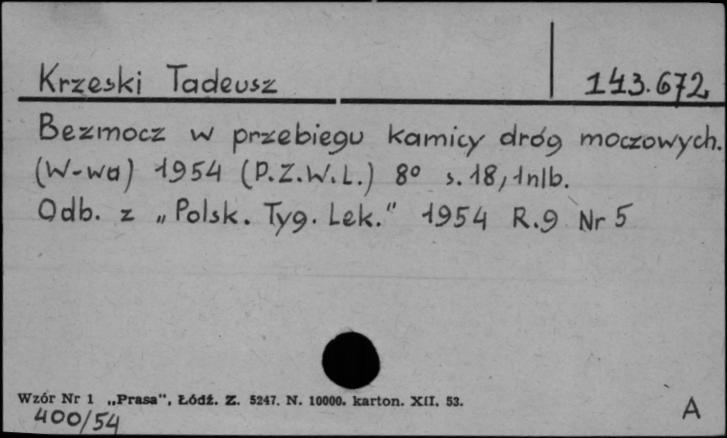 Krzeski Tadeusz 143.672
Bezmocz w przebiegu kamicy dróg moczowych.
(W-wa) 1954 (P.Z.W.L.) 8º s.18, 1nlb.
Odb. z „Polsk. Tyg. Lek." 1954 R.9 Nr 5
Wzór Nr 1 „Prasa", Łódź. Z. 5247. N. 10000. karton. XII. 53.
400/54
A